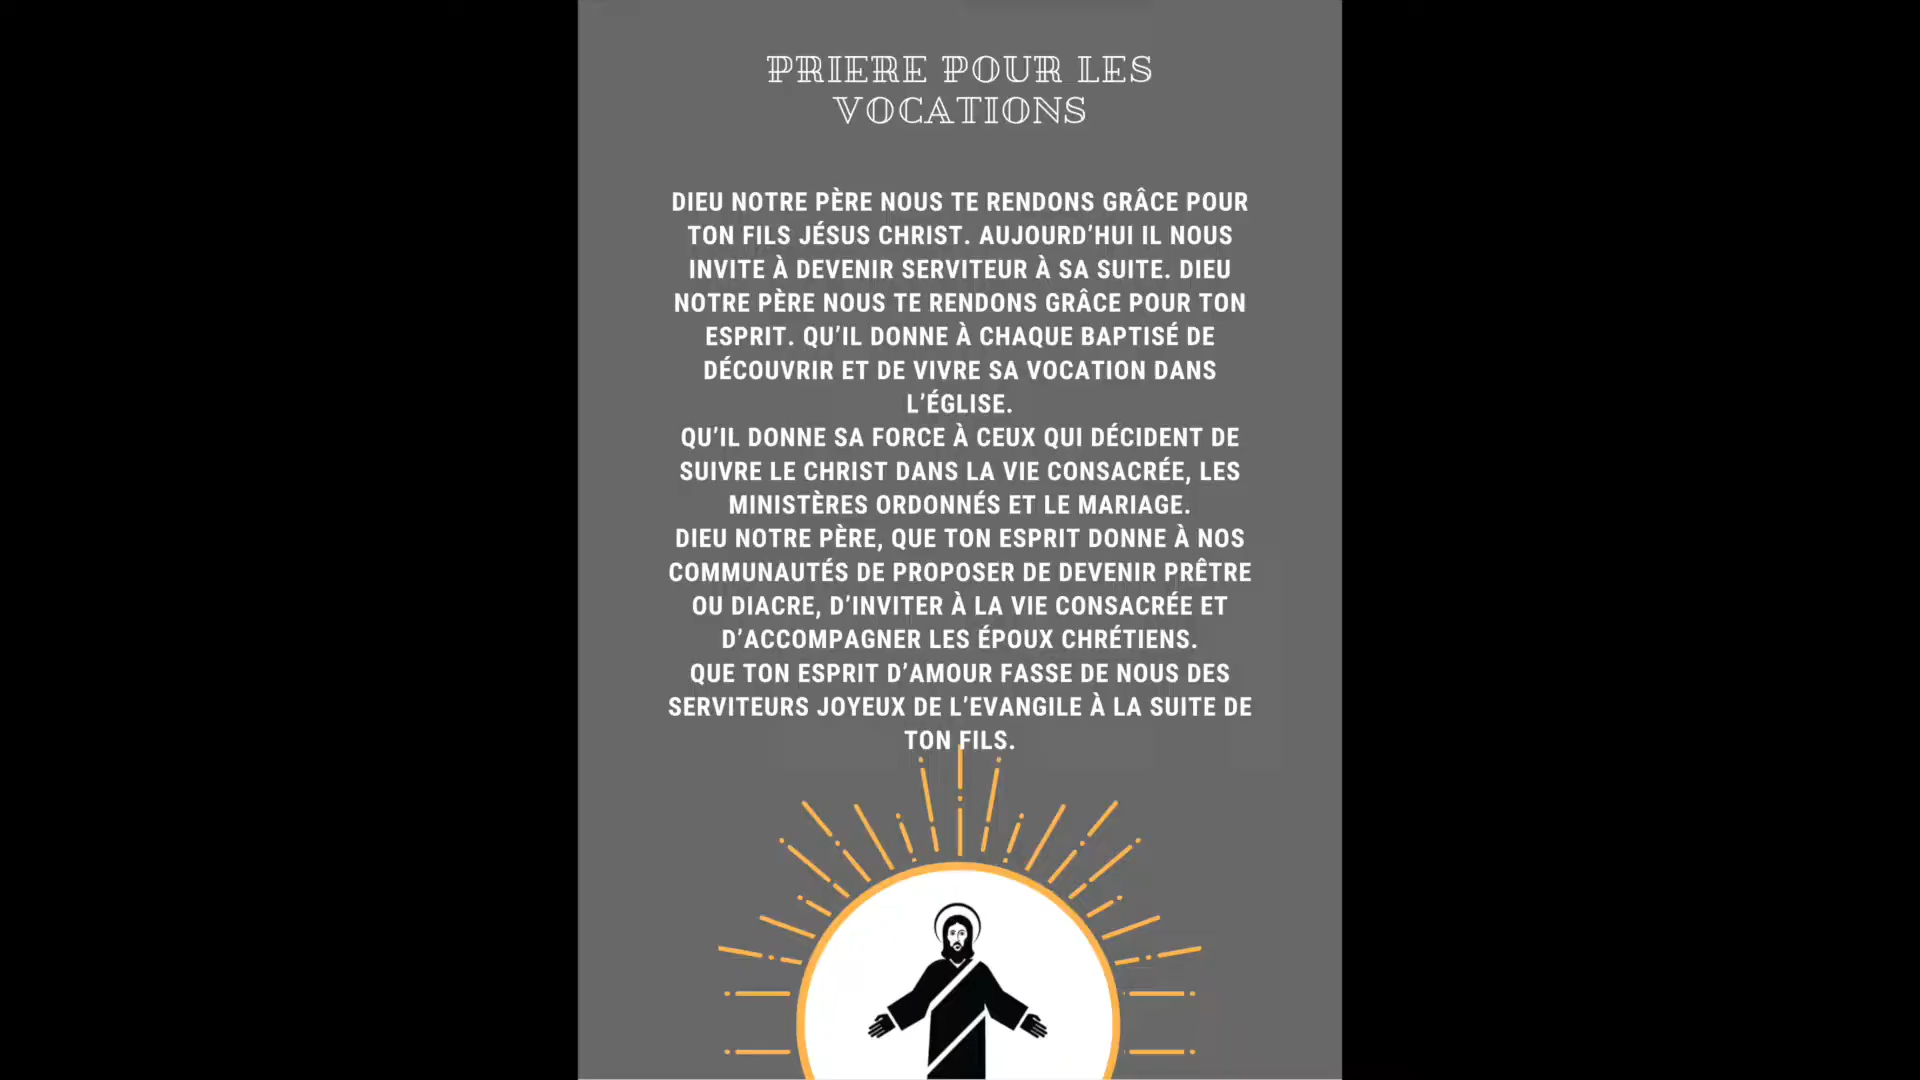 PRIERE POUR LES
VOCATIONS
DIEU NOTRE PÈRE NOUS TE RENDONS GRÂCE POUR
TON FILS JÉSUS CHRIST. AUJOURD’HUI IL NOUS
INVITE À DEVENIR SERVITEUR À SA SUITE. DIEU
NOTRE PÈRE NOUS TE RENDONS GRÂCE POUR TON
ESPRIT. QU’IL DONNE À CHAQUE BAPTISÉ DE
DÉCOUVRIR ET DE VIVRE SA VOCATION DANS
L’ÉGLISE.
QU’IL DONNE SA FORCE À CEUX QUI DÉCIDENT DE
SUIVRE LE CHRIST DANS LA VIE CONSACRÉE, LES
MINISTÈRES ORDONNÉS ET LE MARIAGE.
DIEU NOTRE PÈRE, QUE TON ESPRIT DONNE À NOS
COMMUNAUTÉS DE PROPOSER DE DEVENIR PRÊTRE
OU DIACRE, D’INVITER À LA VIE CONSACRÉE ET
D’ACCOMPAGNER LES ÉPOUX CHRÉTIENS.
QUE TON ESPRIT D’AMOUR FASSE DE NOUS DES
SERVITEURS JOYEUX DE L’EVANGILE À LA SUITE DE
TON FILS.